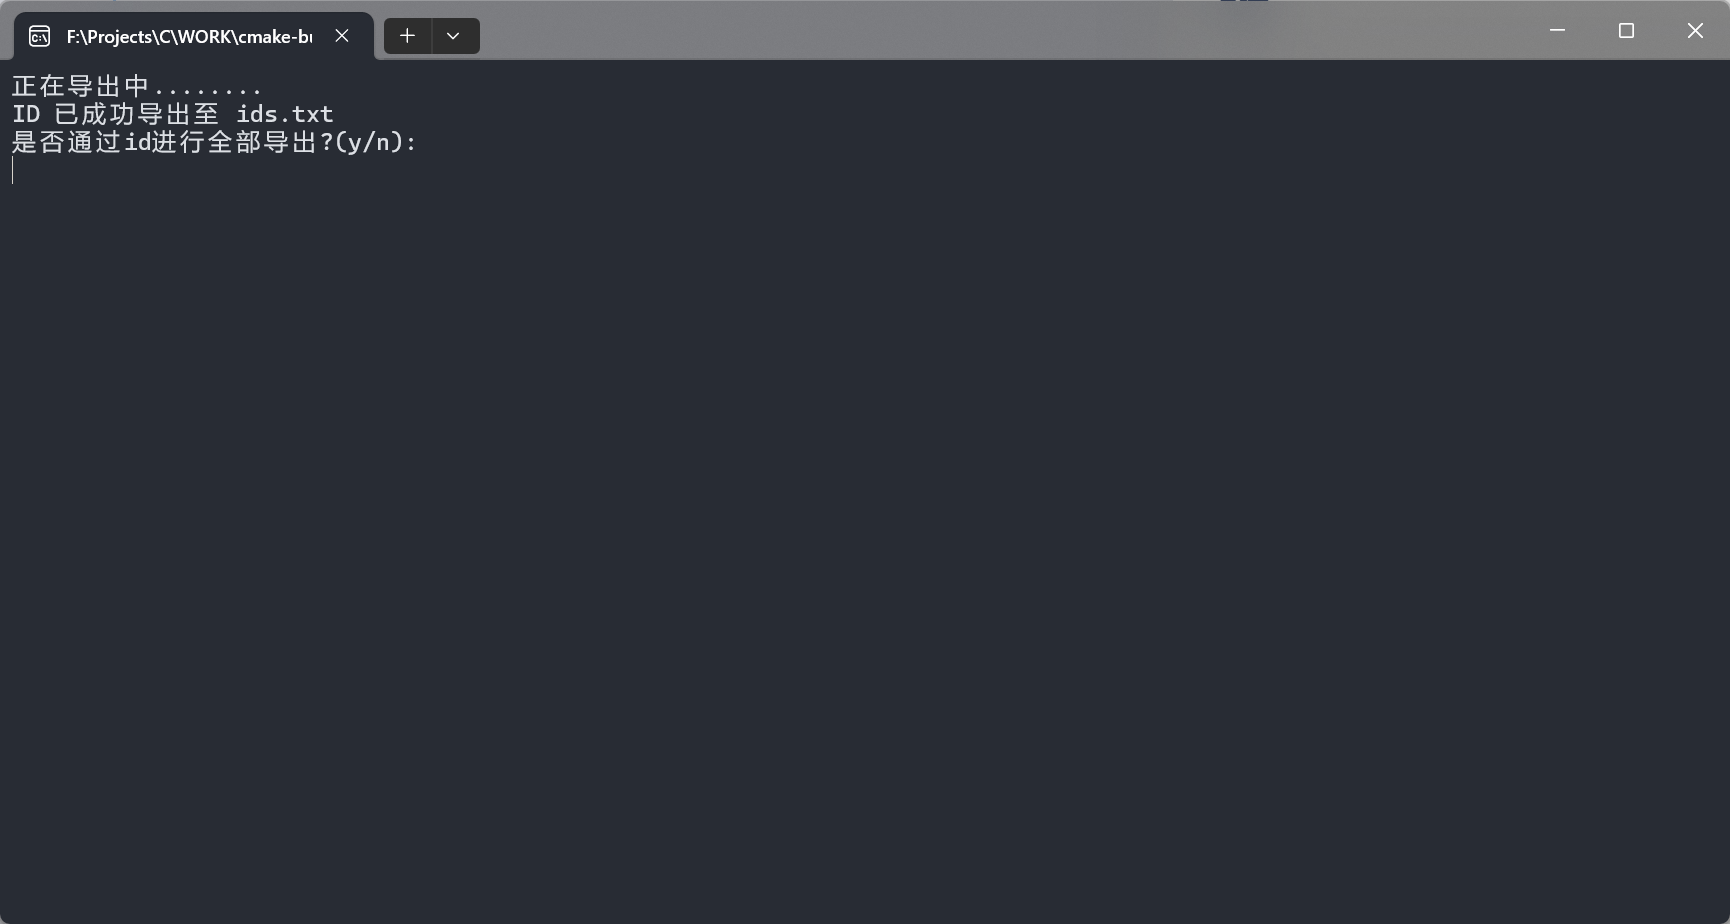 F:\Projects\C\WORK\cmake-bu
正在导出中........
ID 已成功导出至 ids.txt
是否通过id进行全部导出?(y/n):